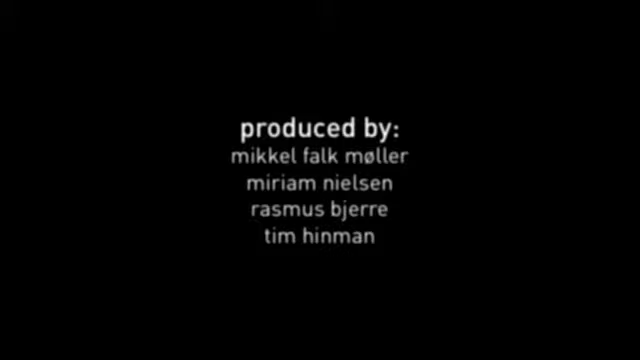 produced by:
mikkel falk møller
miriam nielsen
rasmus bjerre
tim hinman